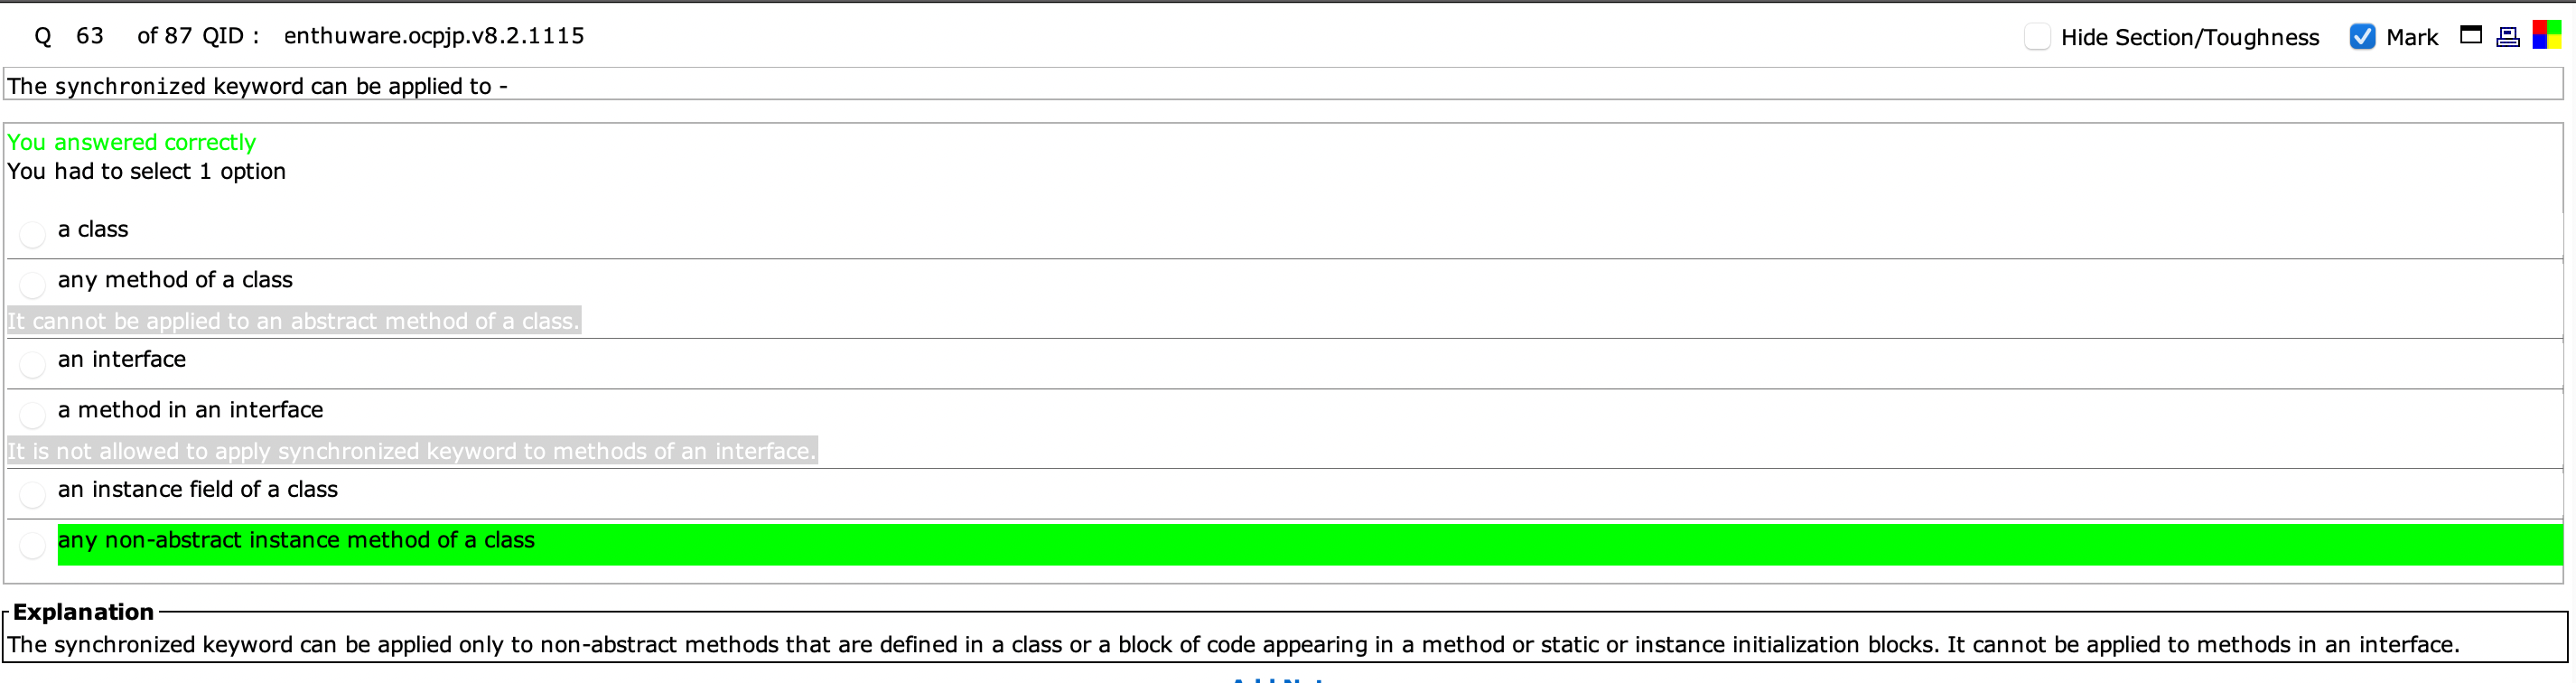 Q 63 of 87 QID : enthuware.ocpjp.v8.2.1115 Hide Section/Toughness Mark
The synchronized keyword can be applied to -
You answered correctly
You had to select 1 option
a class
any method of a class
It cannot be applied to an abstract method of a class.
an interface
a method in an interface
It is not allowed to apply synchronized keyword to methods of an interface.
an instance field of a class
any non-abstract instance method of a class
Explanation
The synchronized keyword can be applied only to non-abstract methods that are defined in a class or a block of code appearing in a method or static or instance initialization blocks. It cannot be applied to methods in an interface.